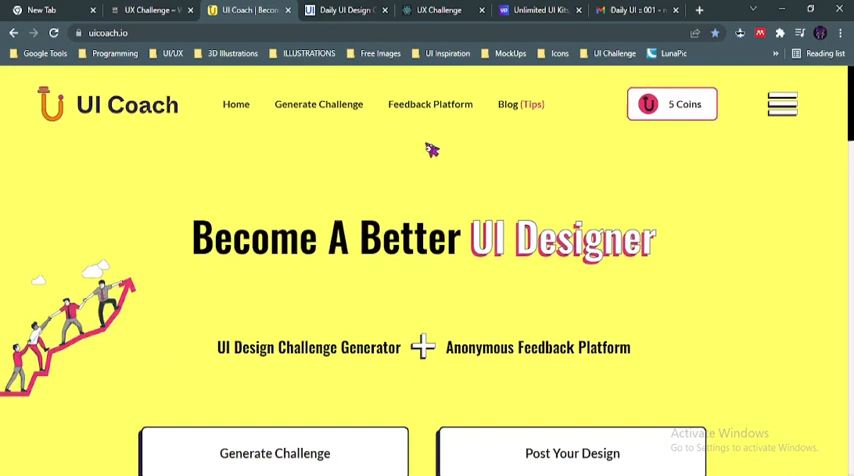 New Tab
UX Challenge – W
UI Coach | Becom
Daily UI Design C
UX Challenge
Unlimited UI Kits,
Daily UI :: 001 - n
uicoach.io
Google Tools
Programming
UI/UX
3D Illustrations
ILLUSTRATIONS
Free Images
UI Inspiration
MockUps
Icons
UI Challenge
LunaPic
»
Reading list
UI Coach
Home
Generate Challenge
Feedback Platform
Blog (Tips)
5 Coins
Become A Better UI Designer
UI Design Challenge Generator + Anonymous Feedback Platform
Generate Challenge
Post Your Design
Activate Windows
Go to Settings to activate Windows.